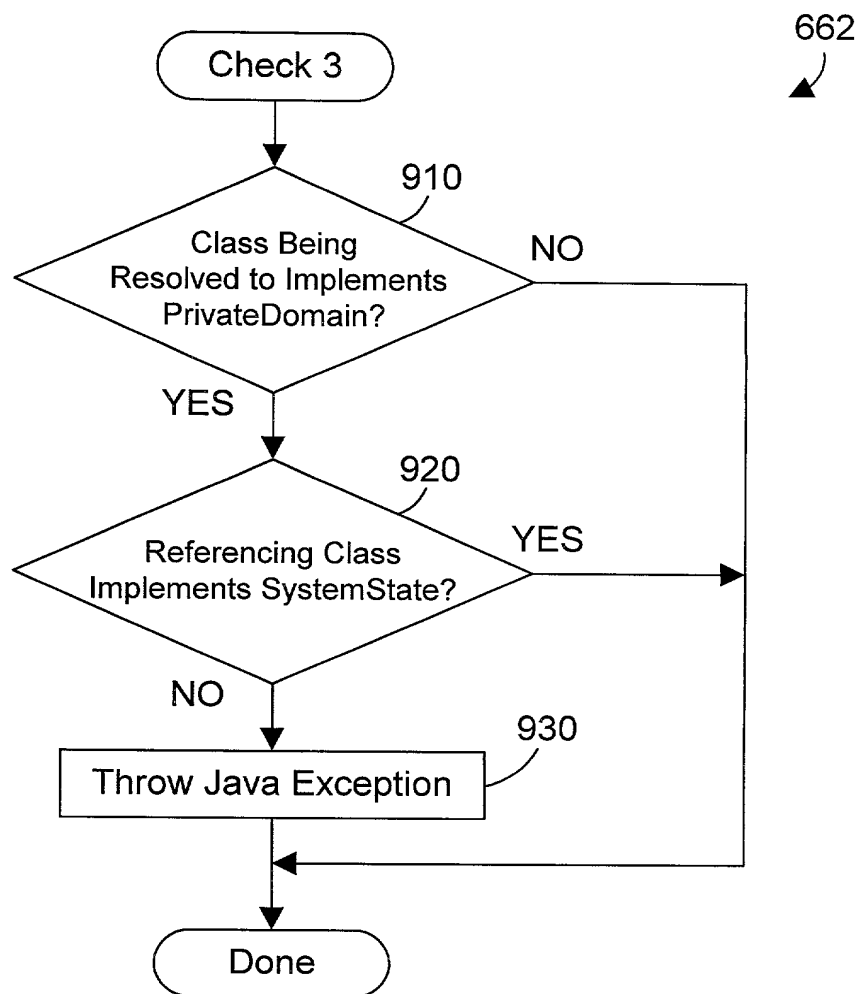 662
Check 3
910
Class Being
Resolved to Implements
PrivateDomain?
NO
YES
920
Referencing Class
Implements SystemState?
YES
NO
930
Throw Java Exception
Done